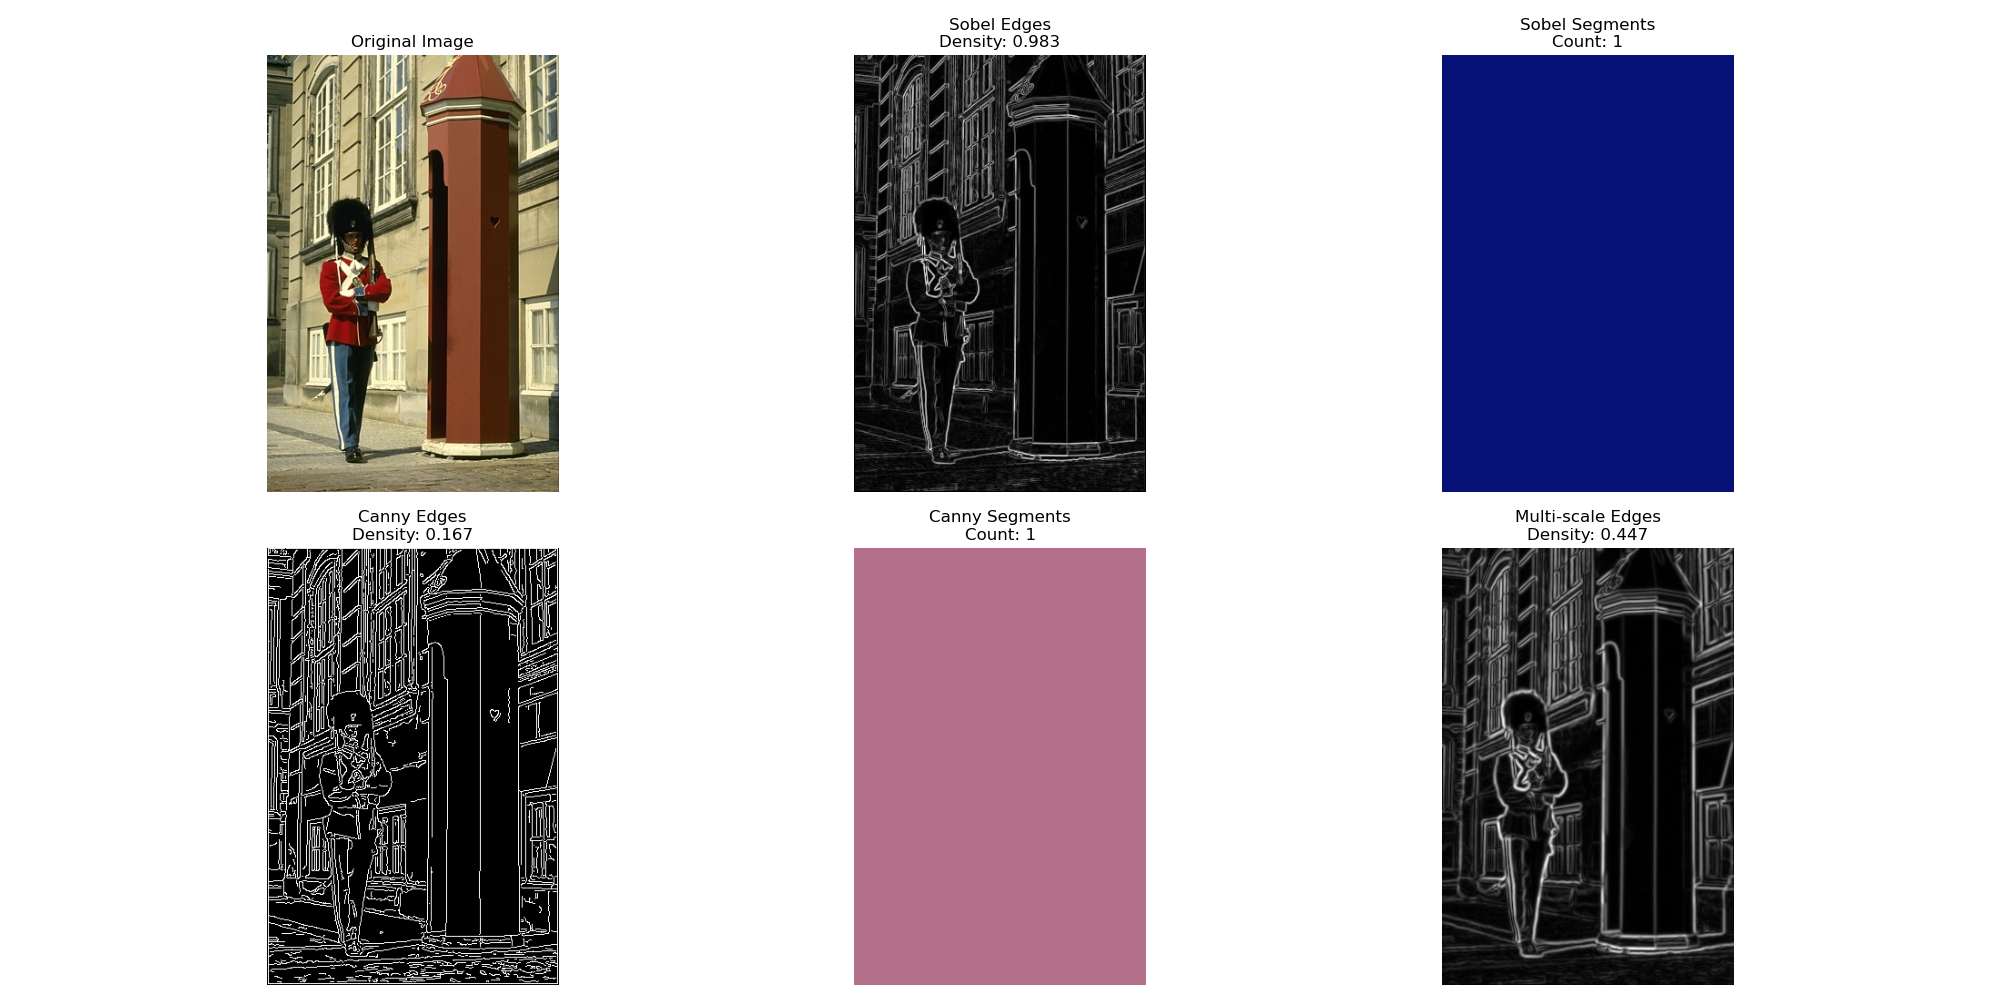 Original Image
Sobel Edges
Density: 0.983
Sobel Segments
Count: 1
Canny Edges
Density: 0.167
Canny Segments
Count: 1
Multi-scale Edges
Density: 0.447